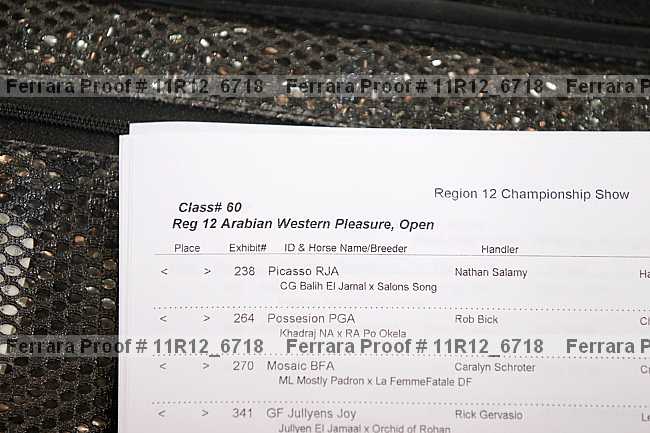 Ferrara Proof # 11R12_6718 Ferrara Proof # 11R12_6718 Ferrara
Region 12 Championship Show
Class# 60
Reg 12 Arabian Western Pleasure, Open
Place Exhibit# ID & Horse Name/Breeder Handler
< > 238 Picasso RJA Nathan Salamy Ha
CG Balih El Jamal x Salons Song
< > 264 Possesion PGA Rob Bick
Khadraj NA x RA Po Okela
Ferrara Proof # 11R12_6718 Ferrara Proof # 11R12_6718 Ferrara
< > 270 Mosaic BFA Caralyn Schroter
ML Mostly Padron x La FemmeFatale DF
< > 341 GF Jullyens Joy Rick Gervasio Le
Jullyen El Jamaal x Orchid of Rohan